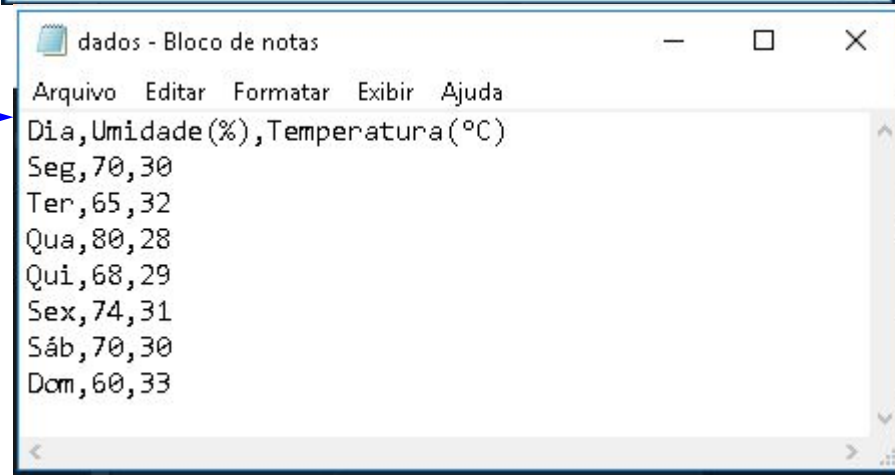 dados - Bloco de notas
Arquivo Editar Formatar Exibir Ajuda
Dia,Umidade(%),Temperatura(ºC)
Seg,70,30
Ter,65,32
Qua,80,28
Qui,68,29
Sex,74,31
Sáb,70,30
Dom,60,33